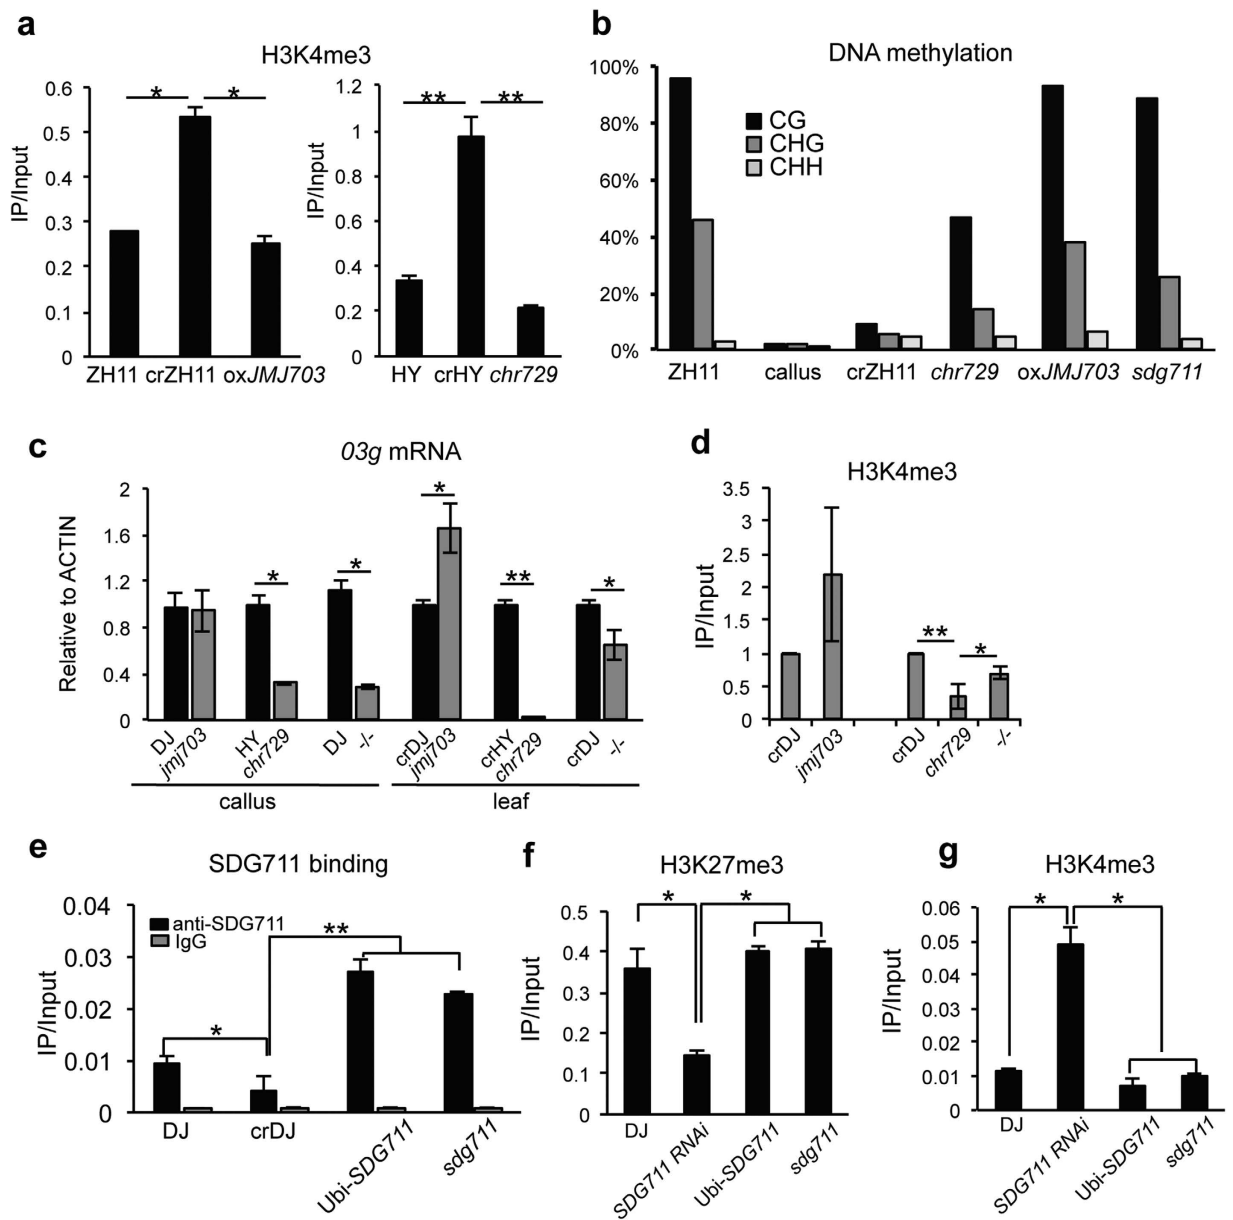 a
H3K4me3
IP/Input
0.6
0.5
0.4
0.3
0.2
0.1
0
* *
ZH11 crZH11 oxJMJ703
IP/Input
1.2
1
0.8
0.6
0.4
0.2
0
** **
HY crHY chr729
b
DNA methylation
100%
80%
60%
40%
20%
0%
CG
CHG
CHH
ZH11 callus crZH11 chr729 oxJMJ703 sdg711
c
03g mRNA
Relative to ACTIN
2
1.6
1.2
0.8
0.4
0
* * * ** *
DJ jmj703 HY chr729 DJ -/- crDJ jmj703 crHY chr729 crDJ -/-
callus leaf
d
H3K4me3
IP/Input
3.5
3
2.5
2
1.5
1
0.5
0
** *
crDJ jmj703 crDJ chr729 -/-
e
SDG711 binding
IP/Input
0.04
0.03
0.02
0.01
0
anti-SDG711
IgG
**
*
DJ crDJ Ubi-SDG711 sdg711
f
H3K27me3
IP/Input
0.5
0.4
0.3
0.2
0.1
0
* *
DJ SDG711 RNAi Ubi-SDG711 sdg711
g
H3K4me3
IP/Input
0.06
0.05
0.04
0.02
0.02
0.01
0
* *
DJ SDG711 RNAi Ubi-SDG711 sdg711